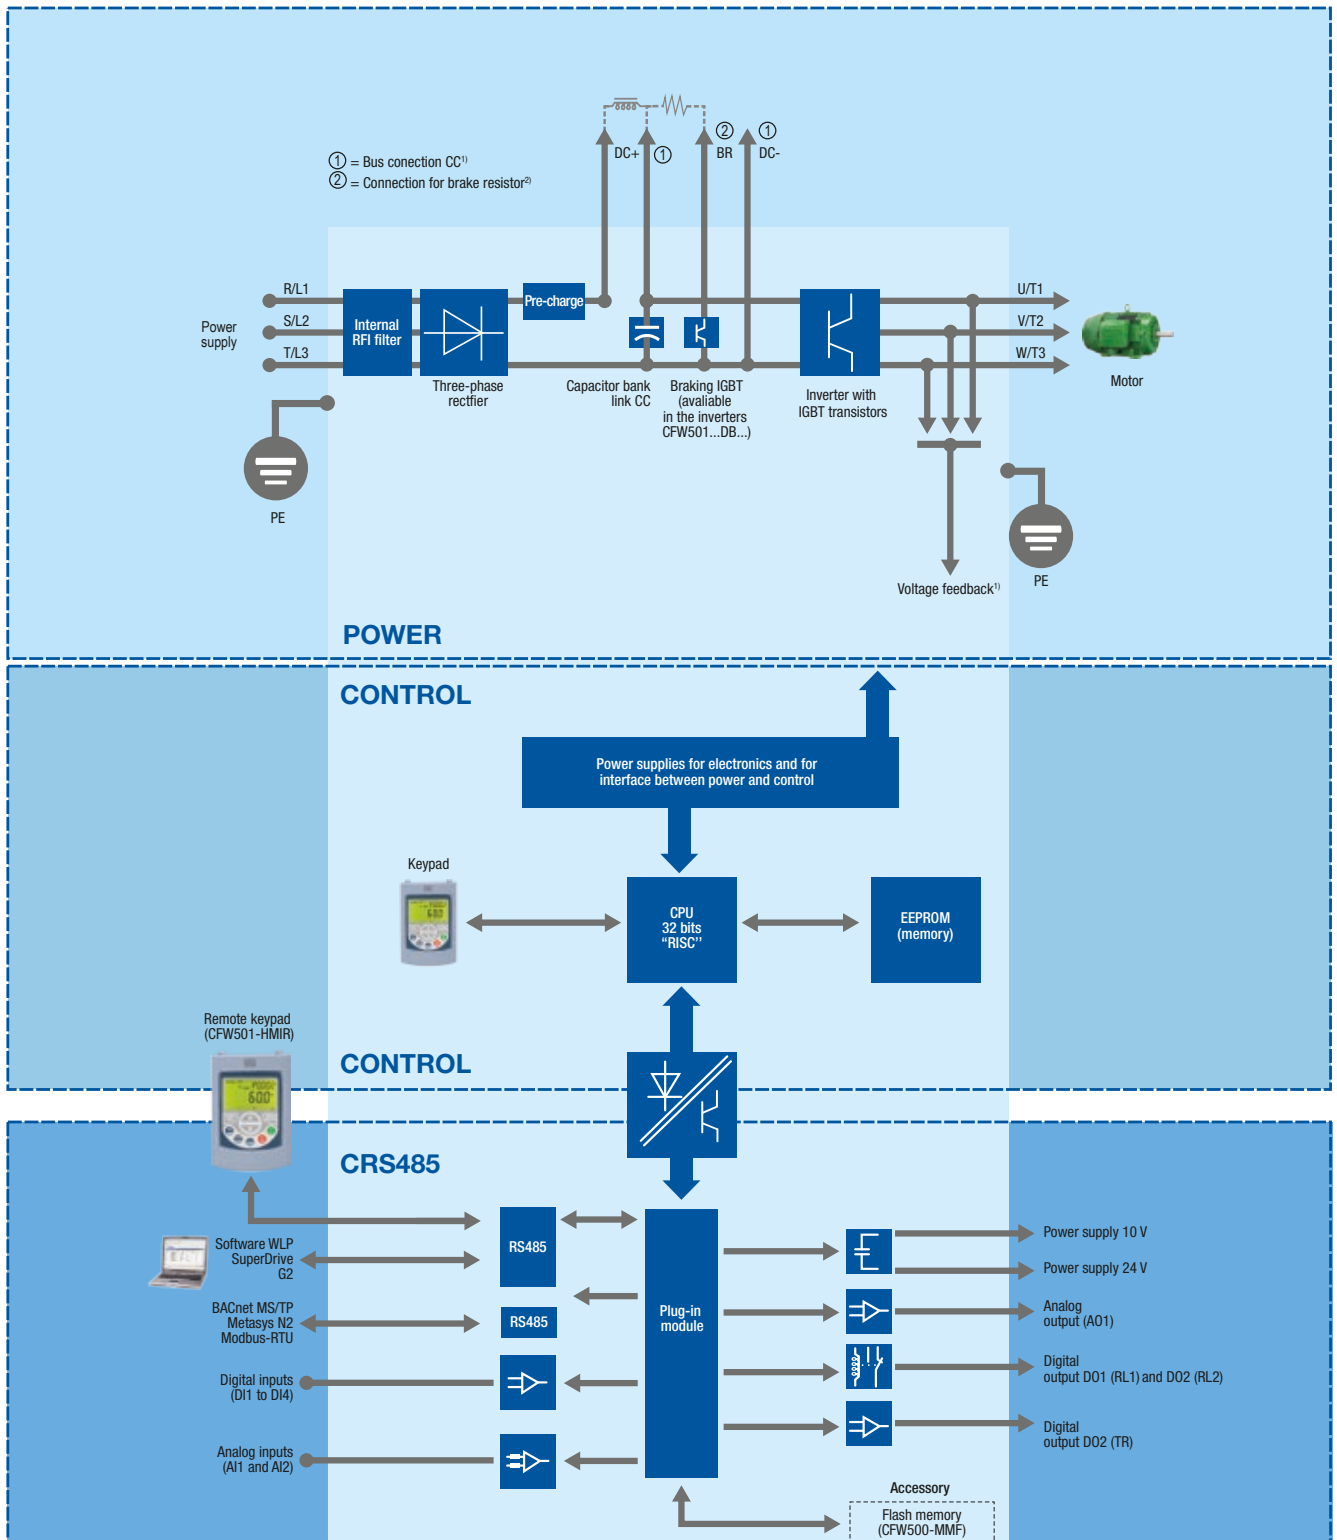 DC+
①
②
BR
①
DC-
① = Bus conection CC¹⁾
② = Connection for brake resistor²⁾
Power
supply
R/L1
S/L2
T/L3
Internal
RFI filter
Three-phase
rectfier
Pre-charge
Capacitor bank
link CC
Braking IGBT
(avaliable
in the inverters
CFW501...DB...)
Inverter with
IGBT transistors
U/T1
V/T2
W/T3
Motor
PE
PE
Voltage feedback¹⁾
POWER
CONTROL
Power supplies for electronics and for
interface between power and control
Keypad
CPU
32 bits
“RISC’’
EEPROM
(memory)
Remote keypad
(CFW501-HMIR)
CONTROL
CRS485
Software WLP
SuperDrive
G2
RS485
BACnet MS/TP
Metasys N2
Modbus-RTU
RS485
Digital inputs
(DI1 to DI4)
Analog inputs
(AI1 and AI2)
Plug-in
module
Power supply 10 V
Power supply 24 V
Analog
output (AO1)
Digital
output DO1 (RL1) and DO2 (RL2)
Digital
output DO2 (TR)
Accessory
Flash memory
(CFW500-MMF)